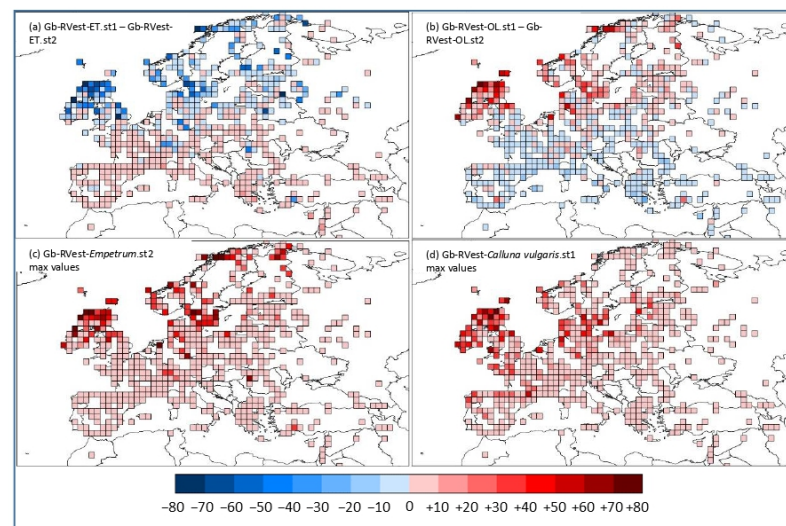 (a) Gb-RVest-ET.st1 – Gb-RVest-
ET.st2
(b) Gb-RVest-OL.st1 – Gb-
RVest-OL.st2
(c) Gb-RVest-Empetrum.st2
max values
(d) Gb-RVest-Calluna vulgaris.st1
max values
−80 −70 −60 −50 −40 −30 −20 −10 0 +10 +20 +30 +40 +50 +60 +70 +80